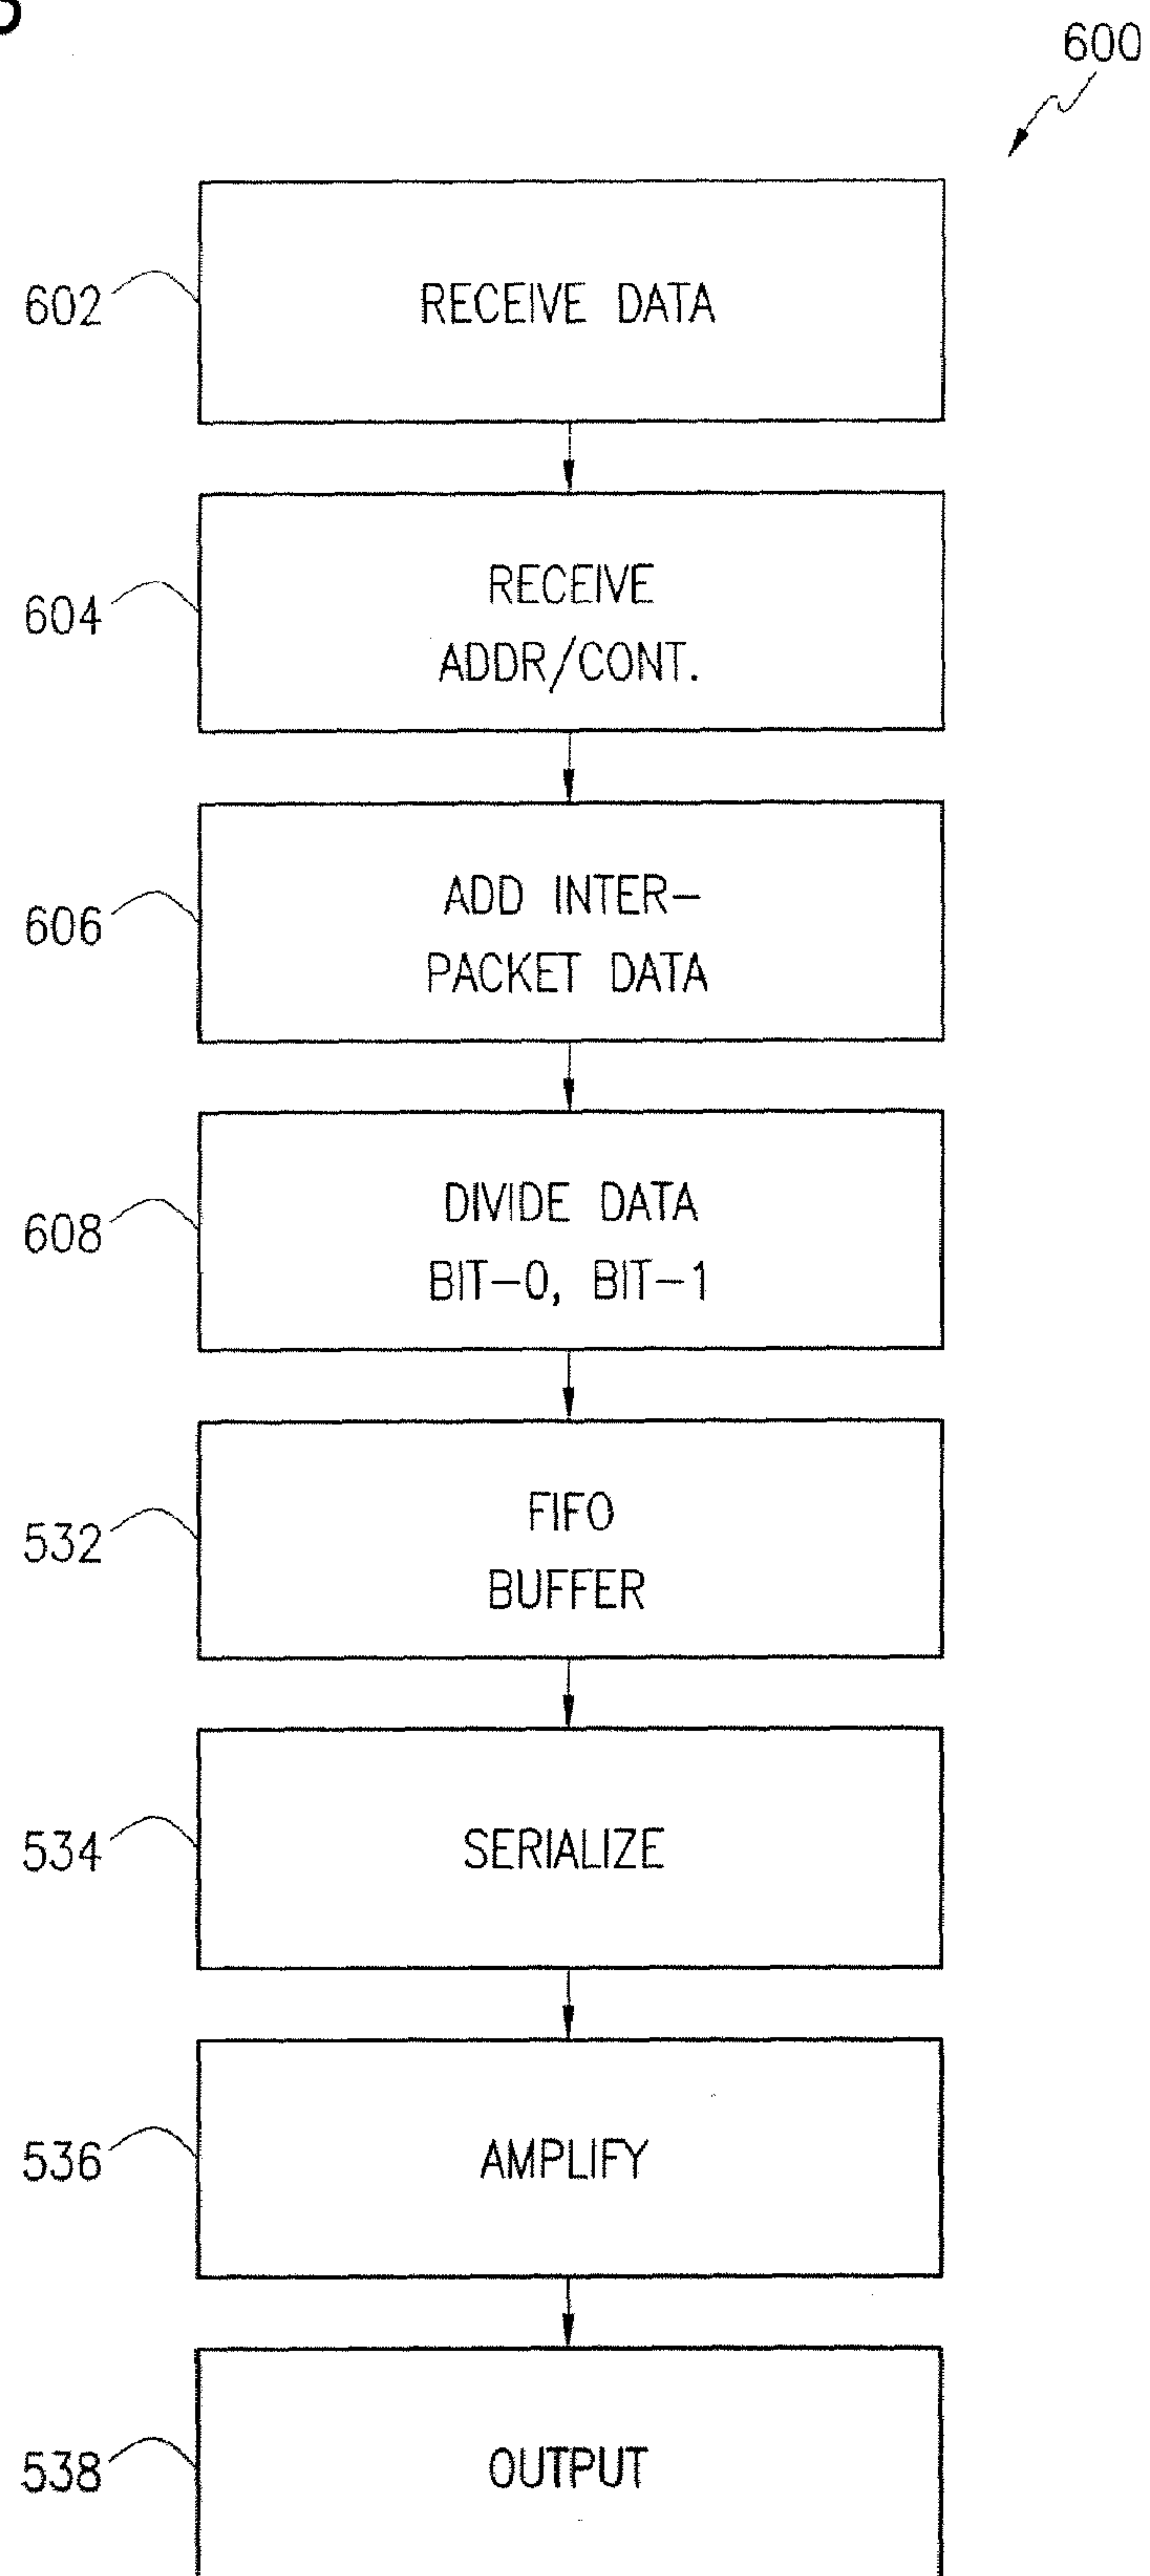 600
602
RECEIVE DATA
604
RECEIVE
ADDR/CONT.
606
ADD INTER-
PACKET DATA
608
DIVIDE DATA
BIT-0, BIT-1
532
FIFO
BUFFER
534
SERIALIZE
536
AMPLIFY
538
OUTPUT